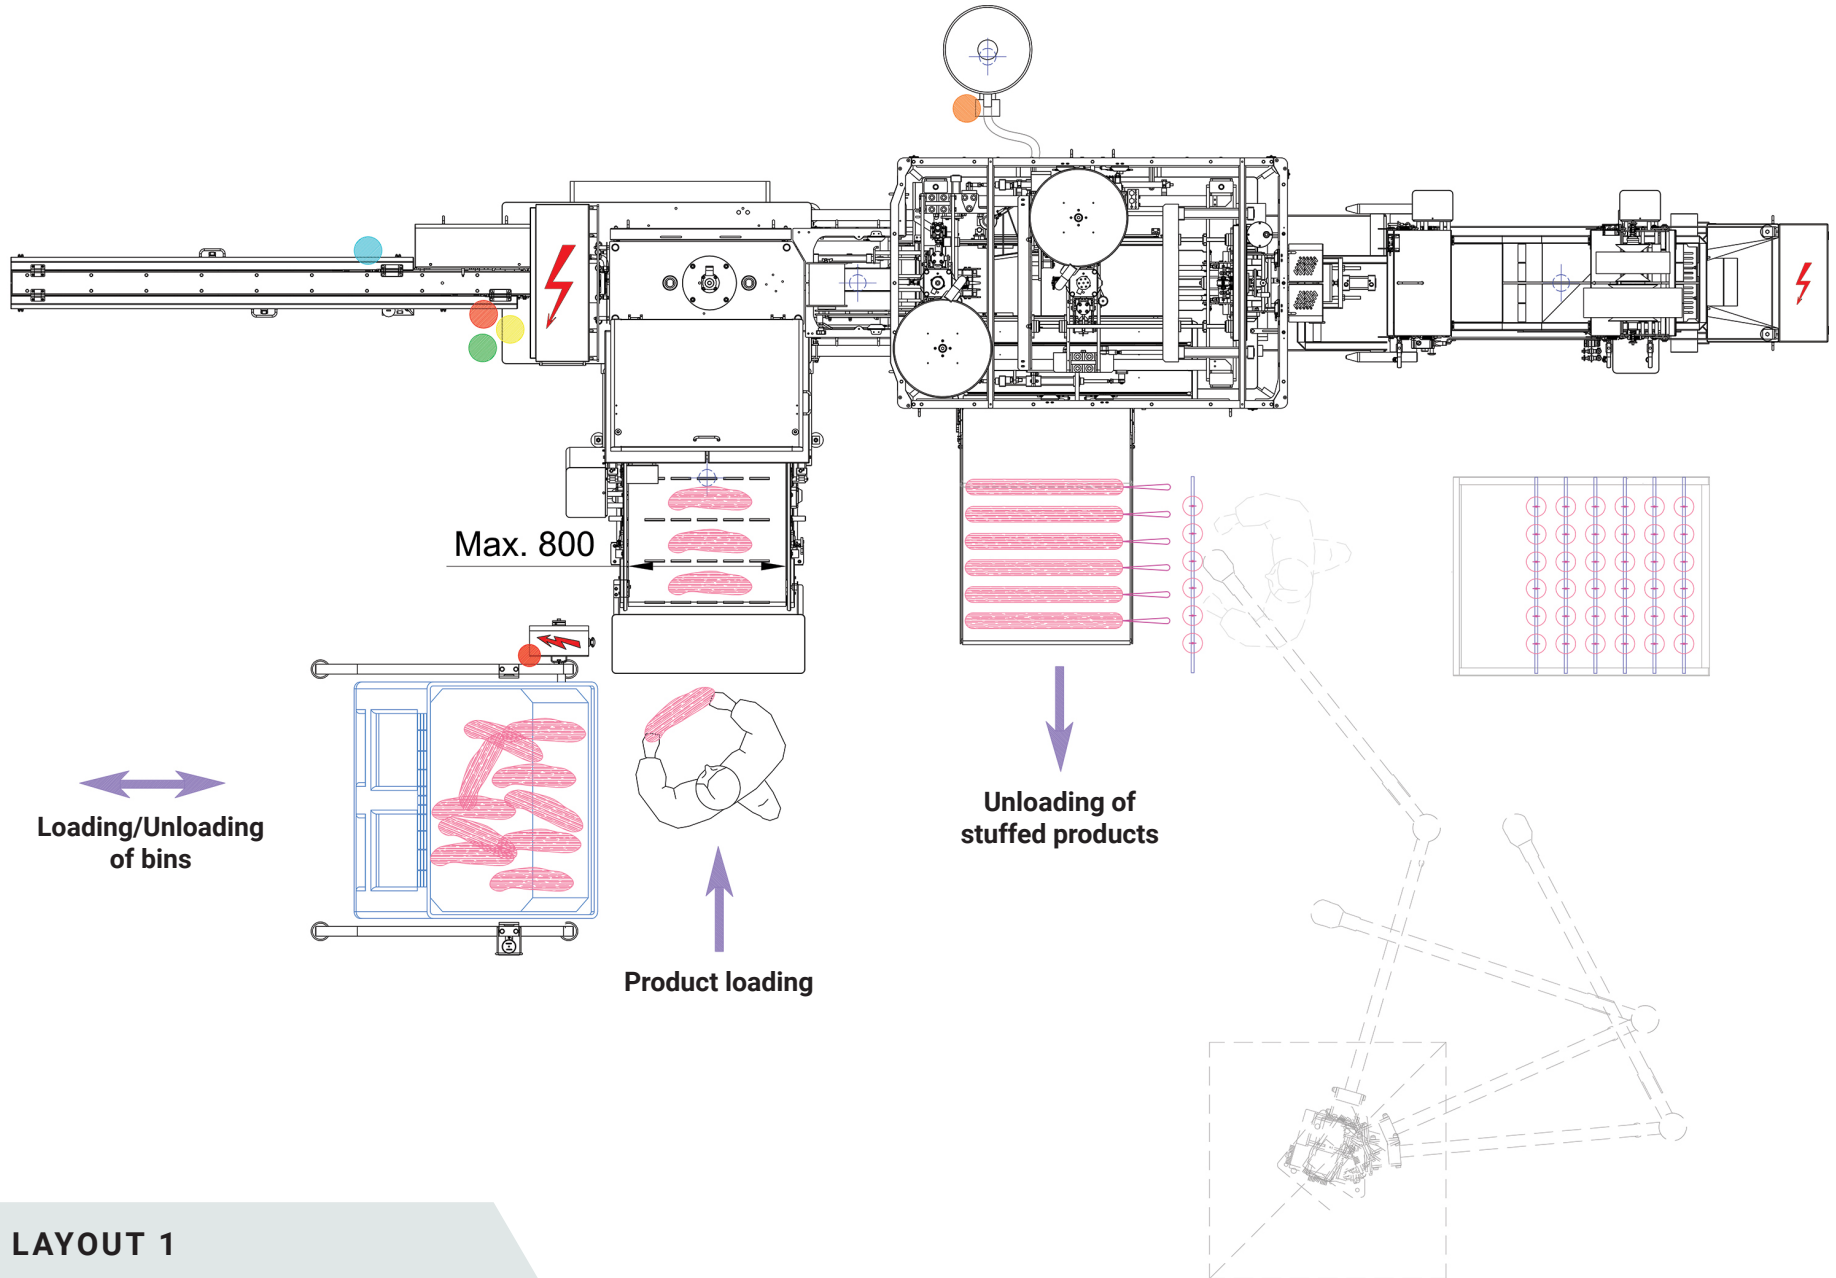 Max. 800
Loading/Unloading
of bins
Unloading of
stuffed products
Product loading
LAYOUT 1